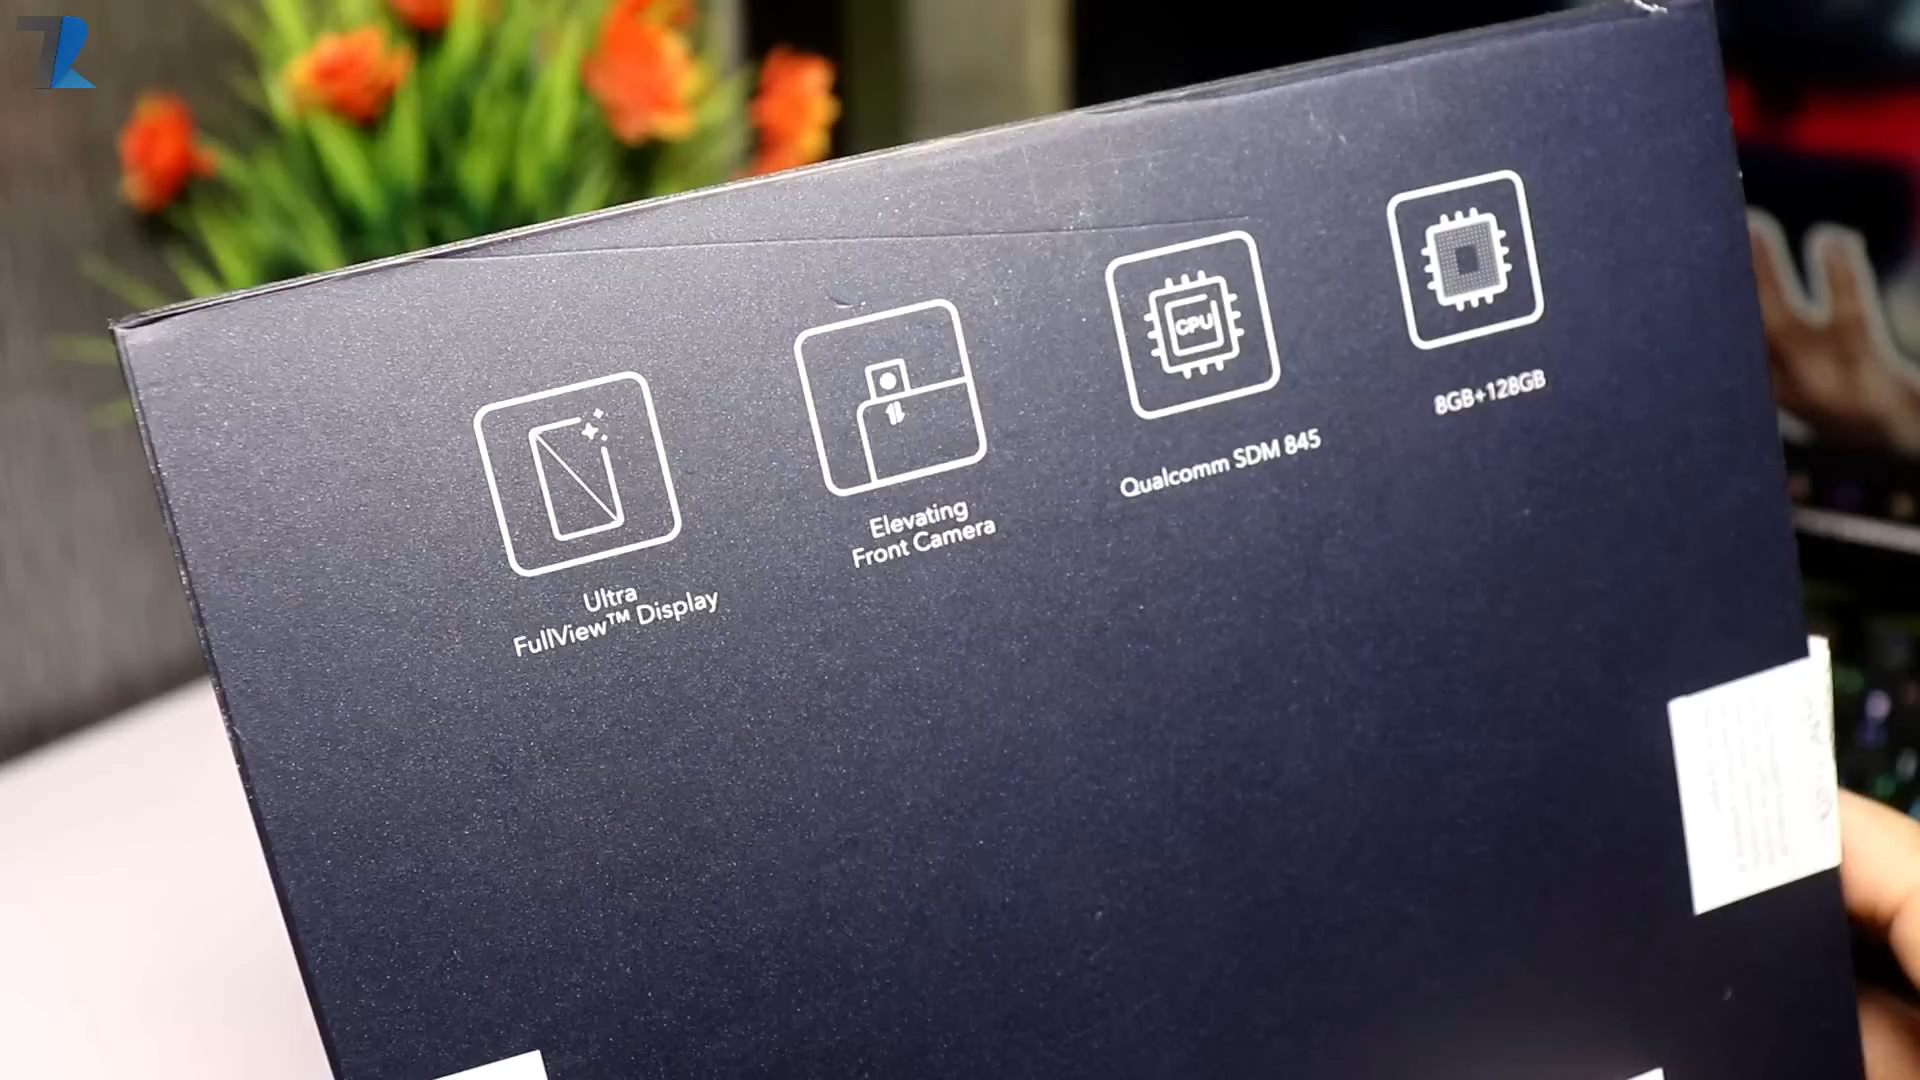 CPU
8GB+128GB
Qualcomm SDM 845
Elevating
Front Camera
Ultra
FullView™ Display